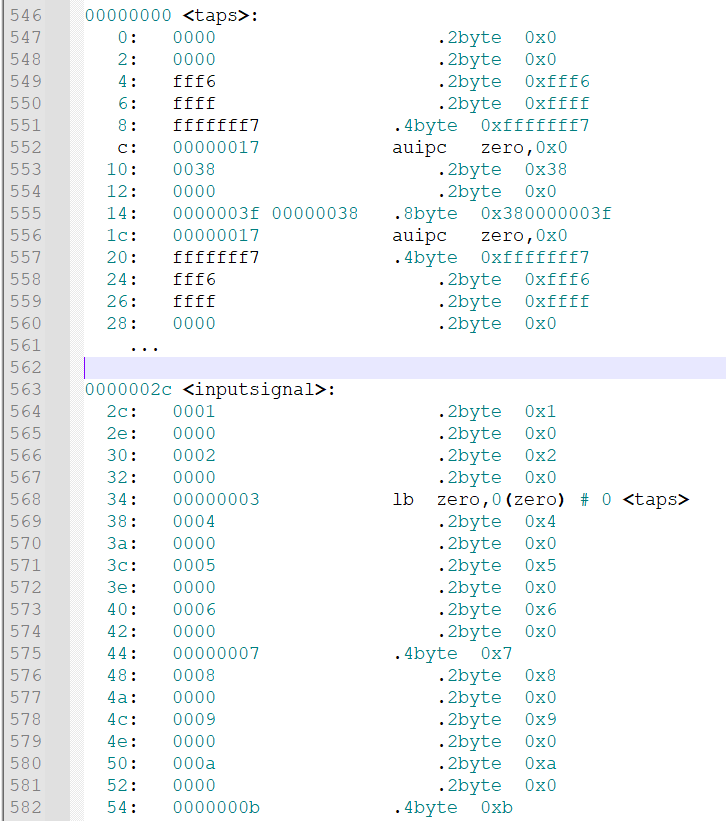 546 00000000 <taps>:
547 0: 0000 .2byte 0x0
548 2: 0000 .2byte 0x0
549 4: fff6 .2byte 0xfff6
550 6: ffff .2byte 0xffff
551 8: fffffff7 .4byte 0xfffffff7
552 c: 00000017 auipc zero,0x0
553 10: 0038 .2byte 0x38
554 12: 0000 .2byte 0x0
555 14: 0000003f 00000038 .8byte 0x380000003f
556 1c: 00000017 auipc zero,0x0
557 20: fffffff7 .4byte 0xfffffff7
558 24: fff6 .2byte 0xfff6
559 26: ffff .2byte 0xffff
560 28: 0000 .2byte 0x0
561 ...
562
563 0000002c <inputsignal>:
564 2c: 0001 .2byte 0x1
565 2e: 0000 .2byte 0x0
566 30: 0002 .2byte 0x2
567 32: 0000 .2byte 0x0
568 34: 00000003 lb zero,0(zero) # 0 <taps>
569 38: 0004 .2byte 0x4
570 3a: 0000 .2byte 0x0
571 3c: 0005 .2byte 0x5
572 3e: 0000 .2byte 0x0
573 40: 0006 .2byte 0x6
574 42: 0000 .2byte 0x0
575 44: 00000007 .4byte 0x7
576 48: 0008 .2byte 0x8
577 4a: 0000 .2byte 0x0
578 4c: 0009 .2byte 0x9
579 4e: 0000 .2byte 0x0
580 50: 000a .2byte 0xa
581 52: 0000 .2byte 0x0
582 54: 0000000b .4byte 0xb